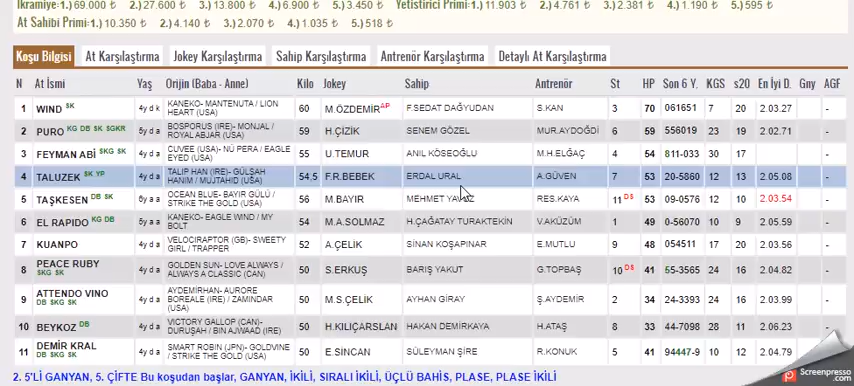 İkramiye:1.) 69.000 ₺ 2.) 27.600 ₺ 3.) 13.800 ₺ 4.) 6.900 ₺ 5.) 3.450 ₺ Yetiştirici Primi:1.) 11.903 ₺ 2.) 4.761 ₺ 3.) 2.381 ₺ 4.) 1.190 ₺ 5.) 595 ₺
At Sahibi Primi:1.) 10.350 ₺ 2.) 4.140 ₺ 3.) 2.070 ₺ 4.) 1.035 ₺ 5.) 518 ₺
Koşu Bilgisi At Karşılaştırma Jokey Karşılaştırma Sahip Karşılaştırma Antrenör Karşılaştırma Detaylı At Karşılaştırma
N At İsmi Yaş Orijin (Baba - Anne) Kilo Jokey Sahip Antrenör St HP Son 6 Y. KGS s20 En İyi D. Gny AGF
1 WIND SK 4y d k KANEKO- MANTENUTA / LION HEART (USA) 60 M.ÖZDEMİR AP F.SEDAT DAĞYUDAN S.KAN 3 70 061651 7 20 2.03.27 -
2 PURO KG DB SK SGKR 5y d a BOSPORUS (IRE)- MONJAL / ROYAL ABJAR (USA) 59 H.ÇİZİK SENEM GÖZEL MUR.AYDOĞDİ 6 59 556019 23 19 2.02.71 -
3 FEYMAN ABİ SKG SK 4y d a CUVEE (USA)- NÜ PERA / EAGLE EYED (USA) 55 U.TEMUR ANIL KÖSEOĞLU M.H.ELĞAÇ 4 54 811-033 30 17 -
4 TALUZEK SK YP 4y d a TALIP HAN (IRE)- GÜLŞAH HANIM / MUJTAHID (USA) 54,5 F.R.BEBEK ERDAL URAL A.GÜVEN 7 53 20-5860 12 13 2.05.08 -
5 TAŞKESEN DB SK 5y a a OCEAN BLUE- BAYIR GÜLÜ / STRIKE THE GOLD (USA) 56 M.BAYIR MEHMET YAVUZ RES.KAYA 11 DS 53 09-0576 12 10 2.03.54 -
6 EL RAPIDO KG DB 5y a a KANEKO- EAGLE WIND / MY BOLT 54 M.A.SOLMAZ H.ÇAĞATAY TURAKTEKİN V.AKÜZÜM 1 49 0-56070 10 9 2.05.59 -
7 KUANPO 4y d a VELOCIRAPTOR (GB)- SWEETY GIRL / TRAPPER 52 A.ÇELİK SİNAN KOŞAPINAR E.MUTLU 9 48 054511 17 20 2.03.56 -
8 PEACE RUBY SKG SK 4y d a GOLDEN SUN- LOVE ALWAYS / ALWAYS A CLASSIC (CAN) 50 S.ERKUŞ BARIŞ YAKUT G.TOPBAŞ 10 DS 41 55-3565 24 16 2.04.82 -
9 ATTENDO VINO DB SKG SK 4y d a AYDEMİRHAN- AURORE BOREALE (IRE) / ZAMINDAR (USA) 50 M.S.ÇELİK AYHAN GİRAY Ş.AYDEMİR 2 34 24-3393 24 16 2.03.99 -
10 BEYKOZ DB 4y d a VICTORY GALLOP (CAN)- DURUŞAH / BIN AJWAAD (IRE) 50 H.KILIÇARSLAN HAKAN DEMİRKAYA H.ATAŞ 8 33 44-7098 28 11 2.06.23 -
11 DEMİR KRAL DB SKG SK 4y d a SMART ROBIN (JPN)- GOLDVINE / STRIKE THE GOLD (USA) 50 E.SİNCAN SÜLEYMAN ŞİRE R.KONUK 5 41 94447-9 10 12 2.04.79 -
2. 5'Lİ GANYAN, 5. ÇİFTE Bu koşudan başlar, GANYAN, İKİLİ, SIRALI İKİLİ, ÜÇLÜ BAHİS, PLASE, PLASE İKİLİ
Screenpresso.com